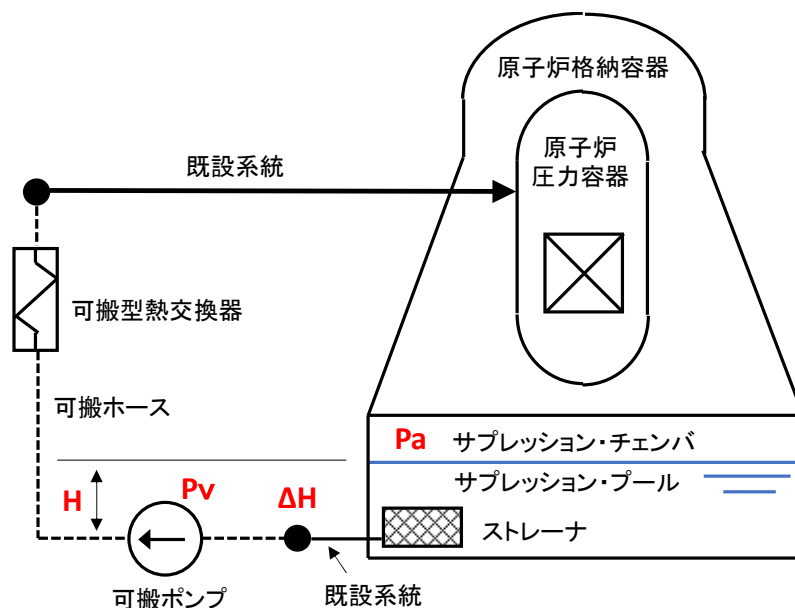 原子炉格納容器
既設系統
原子炉
圧力容器
可搬型熱交換器
可搬ホース
Pa
サプレッション・チェンバ
H
Pv
ΔH
サプレッション・プール
ストレーナ
可搬ポンプ
既設系統